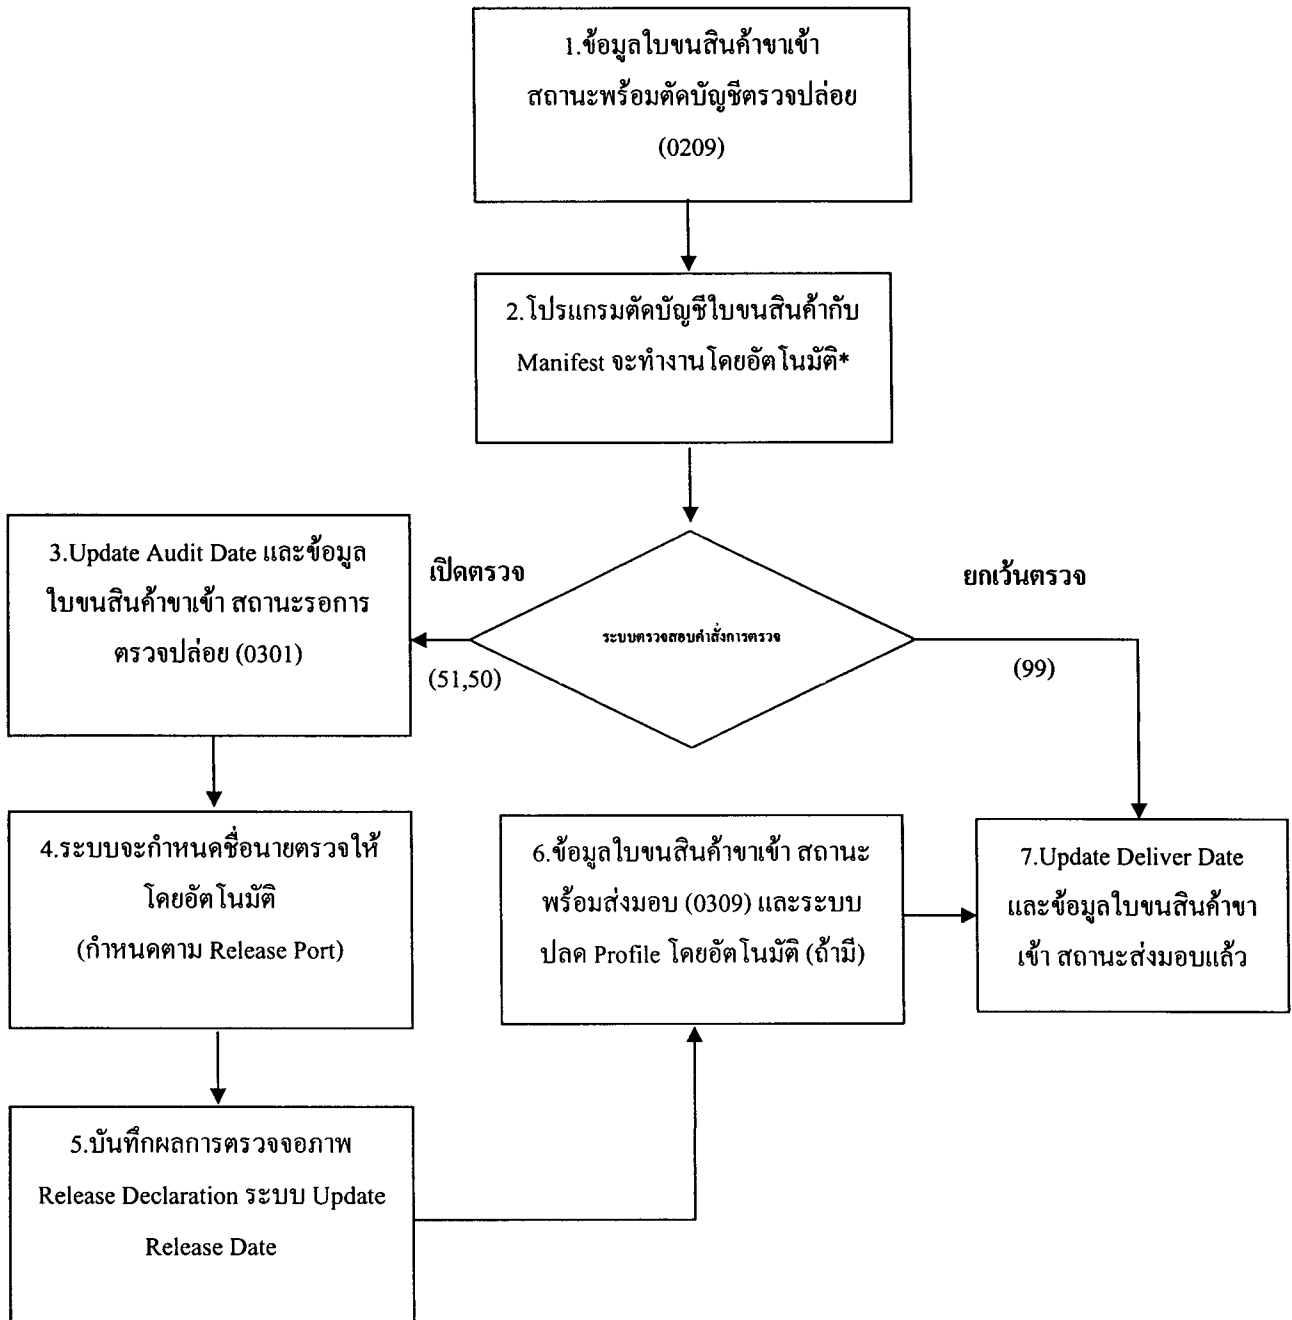 1.ข้อมูลใบขนสินค้าขาเข้า
สถานะพร้อมตัดบัญชีตรวจปล่อย
(0209)
2.โปรแกรมตัดบัญชีใบขนสินค้ากับ
Manifest จะทำงานโดยอัตโนมัติ*
3.Update Audit Date และข้อมูล
ใบขนสินค้าขาเข้า สถานะรอการ
ตรวจปล่อย (0301)
เปิดตรวจ
(51,50)
ระบบตรวจสอบคำสั่งการตรวจ
ยกเว้นตรวจ
(99)
4.ระบบจะกำหนดชื่อนายตรวจให้
โดยอัตโนมัติ
(กำหนดตาม Release Port)
5.บันทึกผลการตรวจจอภาพ
Release Declaration ระบบ Update
Release Date
6.ข้อมูลใบขนสินค้าขาเข้า สถานะ
พร้อมส่งมอบ (0309) และระบบ
ปลด Profile โดยอัตโนมัติ (ถ้ามี)
7.Update Deliver Date
และข้อมูลใบขนสินค้าขา
เข้า สถานะส่งมอบแล้ว